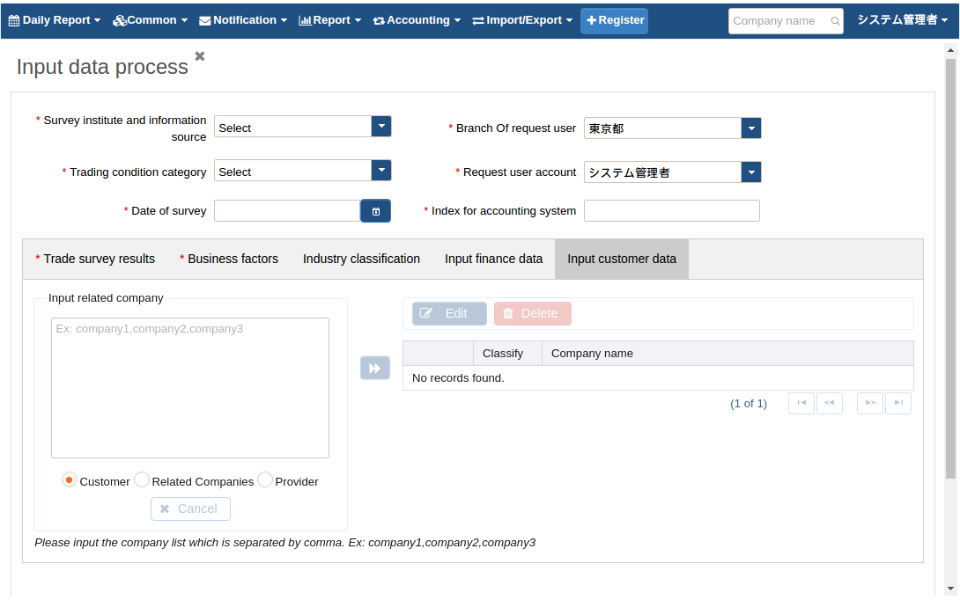 Daily Report Common Notification Report Accounting Import/Export Register Company name システム管理者
Input data process
* Survey institute and information source Select * Branch Of request user 東京都
* Trading condition category Select * Request user account システム管理者
* Date of survey * Index for accounting system
* Trade survey results * Business factors Industry classification Input finance data Input customer data
Input related company
Ex: company1,company2,company3
Edit Delete
Classify Company name
No records found.
(1 of 1)
Customer Related Companies Provider
Cancel
Please input the company list which is separated by comma. Ex: company1,company2,company3